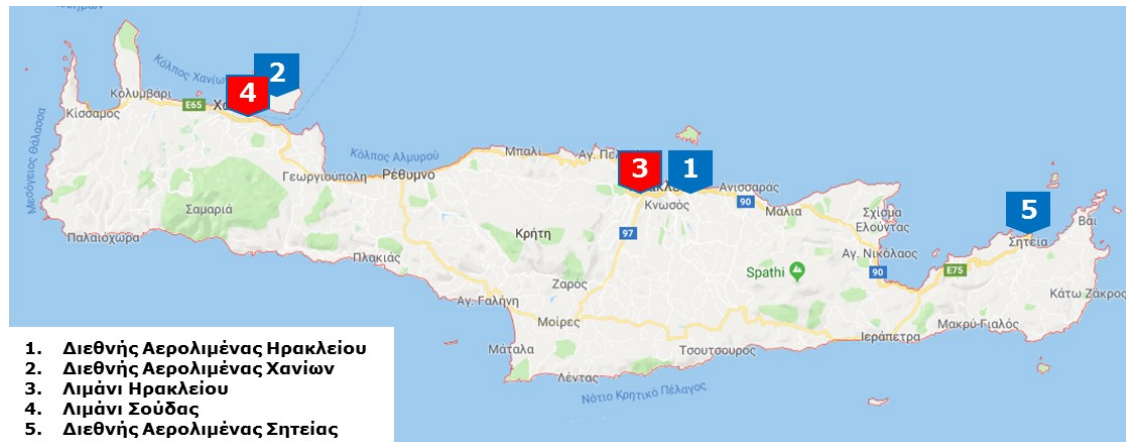 2
4
Κόλπος Χανίων
Κολυμβάρι
E65
Κίσσαμος
Μεσόγειος Θάλασσα
Κόλπος Αλμυρού
Μπαλί
3
1
Γεωργιούπολη
Ρέθυμνο
Κνωσός
Ανισσαράς
90
Μάλια
Σχίσμα
Ελούντας
5
Βάι
Σητεία
Σαμαριά
Παλαιόχωρα
Κρήτη
97
Πλακιάς
Spathi
Αγ. Νικόλαος
90
E75
Κάτω Ζάκρος
Ζαρός
Αγ. Γαλήνη
Μοίρες
Μακρύ-Γιαλός
Ιεράπετρα
Μάταλα
Τσουτσουρός
Λέντας
Νότιο Κρητικό Πέλαγος
1. Διεθνής Αερολιμένας Ηρακλείου
2. Διεθνής Αερολιμένας Χανίων
3. Λιμάνι Ηρακλείου
4. Λιμάνι Σούδας
5. Διεθνής Αερολιμένας Σητείας